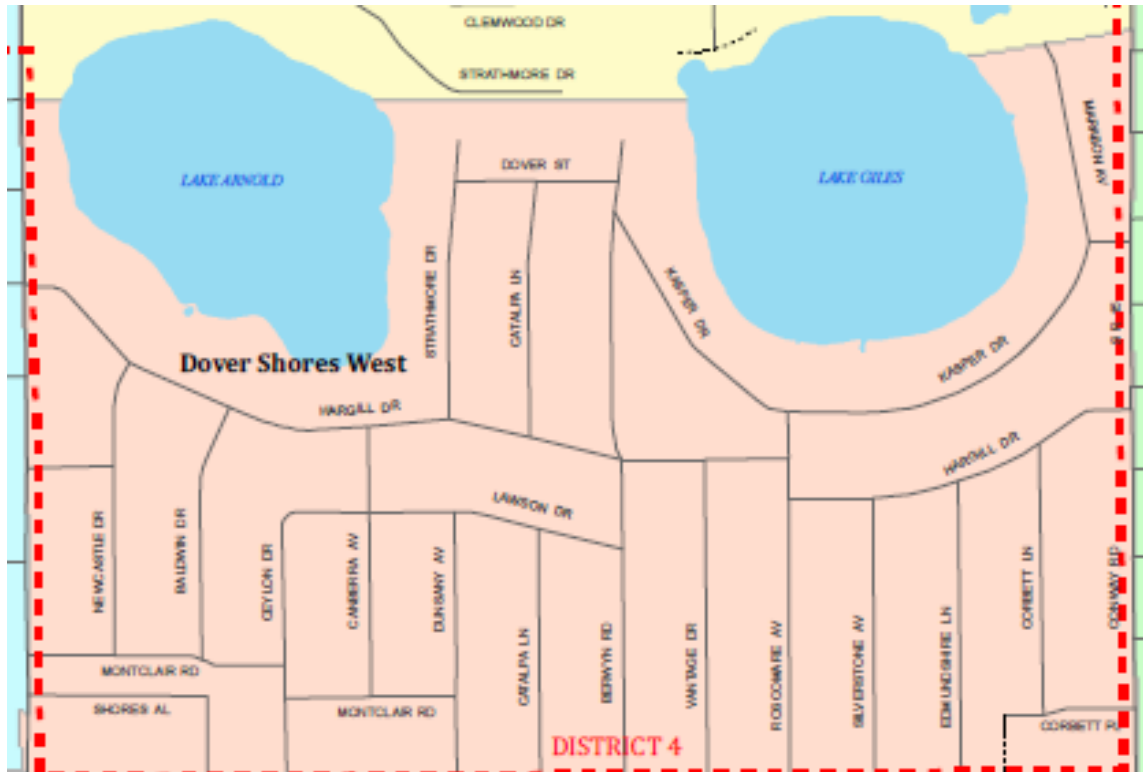 CLEMWOOD DR
STRATHMORE DR
DOVER ST
LAKE ARNOLD
LAKE GILES
STRATHMORE DR
CATALPA LN
KASPER DR
Dover Shores West
KASPER DR
HARGILL DR
HARGILL DR
LAWSON DR
NEWCASTLE DR
BALDWIN DR
CEYLON DR
CANBERRA AV
DUNSANY AV
CATALPA LN
BERWYN RD
VANTAGE DR
ROSCOMARE AV
SILVERSTONE AV
EDMUNDSHIRE LN
CORBETT LN
CONWAY RD
MONTCLAIR RD
SHORES AL
MONTCLAIR RD
CORBETT
DISTRICT 4